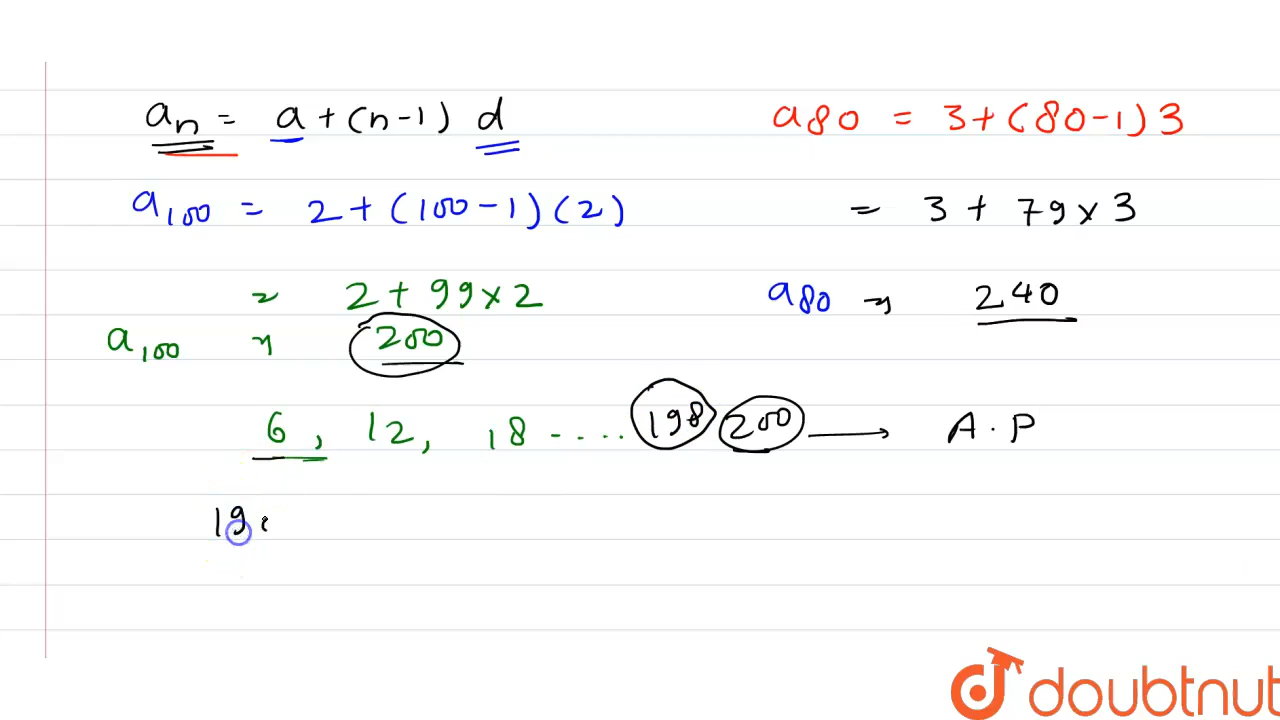 aₙ = a + (n-1) d
a₁₀₀ = 2 + (100-1)(2)
= 2 + 99 × 2
a₁₀₀ = 200
a₈₀ = 3 + (80-1) 3
= 3 + 79 × 3
a₈₀ = 240
6, 12, 18 ---- 198 200 → A.P
19
doubtnut